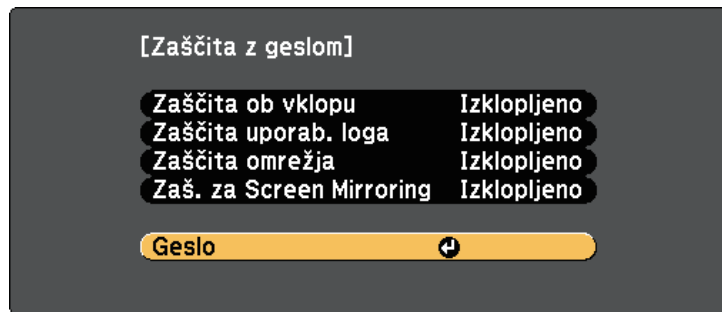 [Zaščita z geslom]
Zaščita ob vklopu Izklopljeno
Zaščita uporab. loga Izklopljeno
Zaščita omrežja Izklopljeno
Zaš. za Screen Mirroring Izklopljeno
Geslo